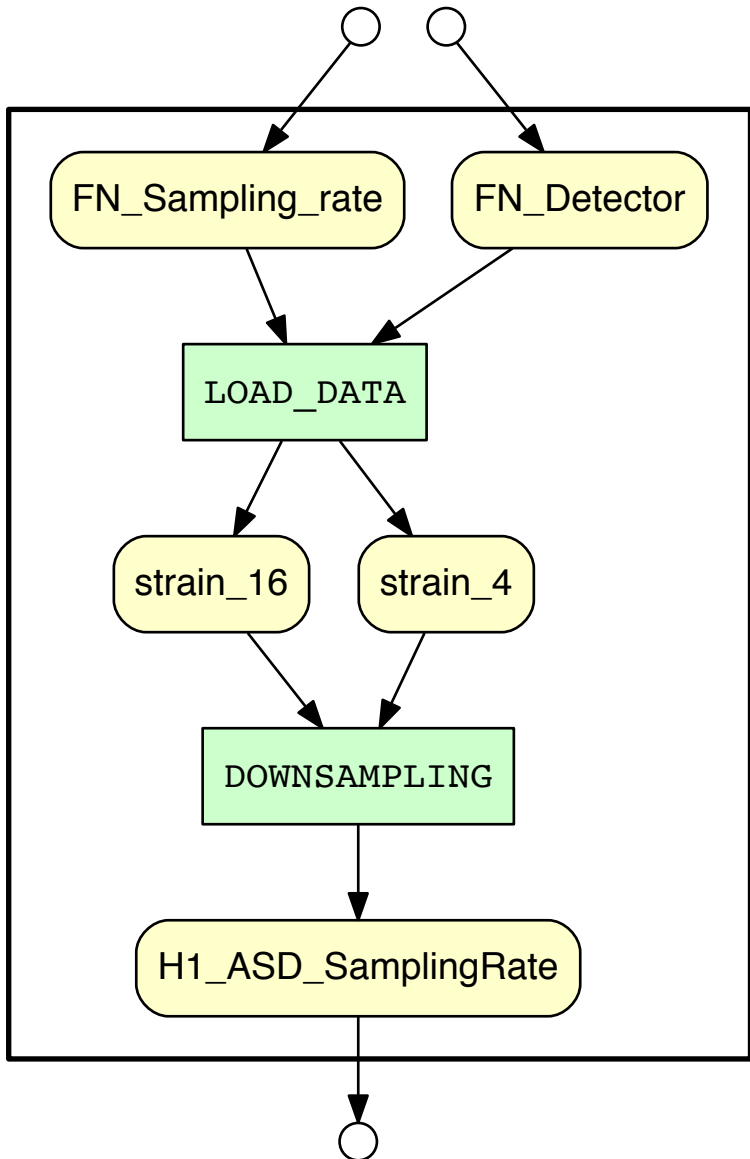 FN_Sampling_rate
FN_Detector
LOAD_DATA
strain_16
strain_4
DOWNSAMPLING
H1_ASD_SamplingRate